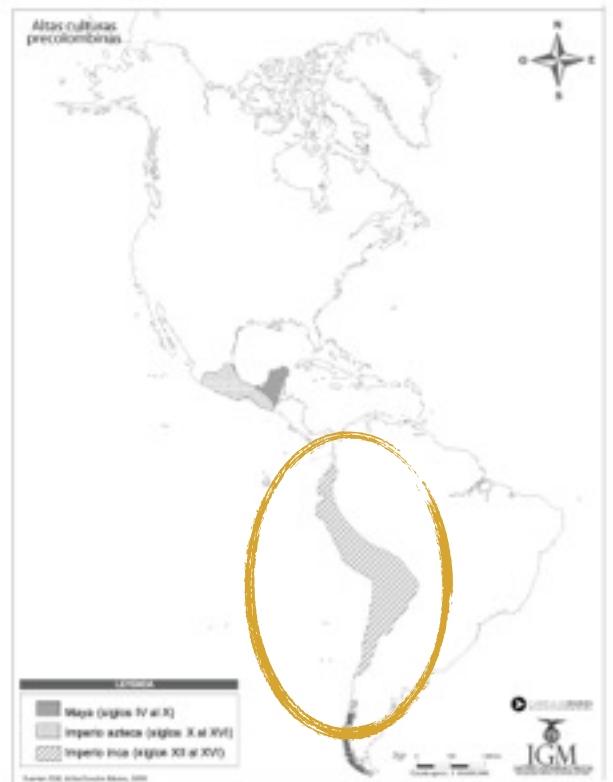 Altas culturas
precolombinas
N
O
E
S
LEYENDA
Maya (siglos IV al X)
Imperio azteca (siglos X al XVI)
Imperio inca (siglos XII al XVI)
IGM